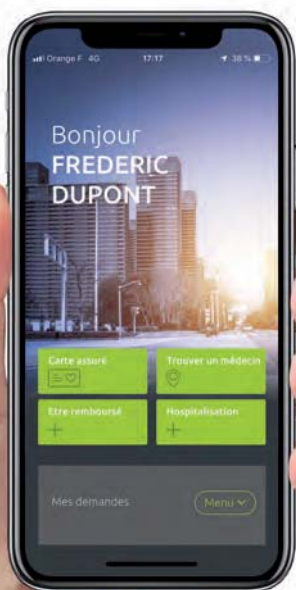 Orange F 4G 17:17 38 %
Bonjour
FREDERIC
DUPONT
Carte assuré
Trouver un médecin
Etre remboursé
Hospitalisation
Mes demandes
Menu